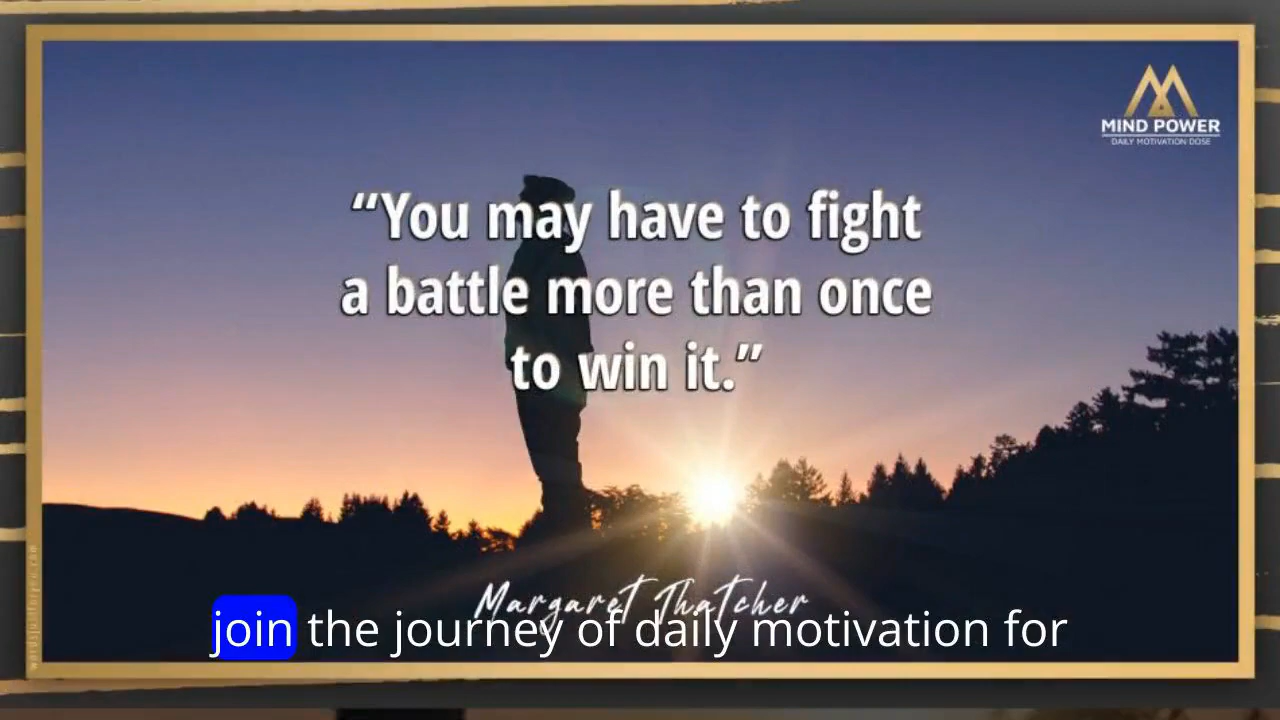 MIND POWER
DAILY MOTIVATION DOSE
“You may have to fight
a battle more than once
to win it.”
Margaret Thatcher
join the journey of daily motivation for